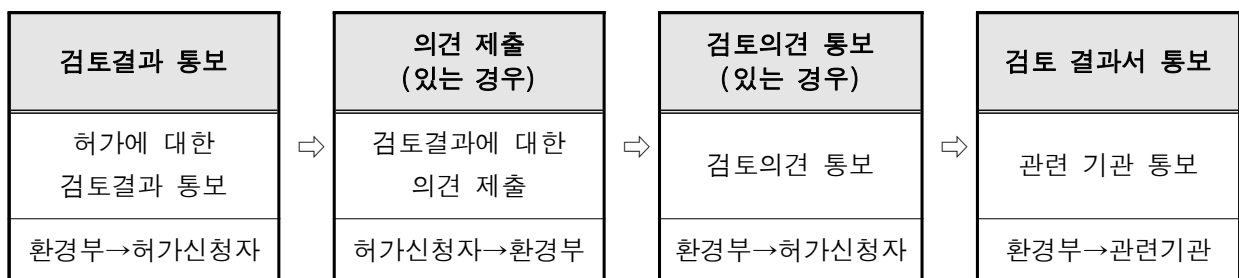 검토결과 통보
허가에 대한
검토결과 통보
환경부→허가신청자
⇨
의견 제출
(있는 경우)
검토결과에 대한
의견 제출
허가신청자→환경부
⇨
검토의견 통보
(있는 경우)
검토의견 통보
환경부→허가신청자
⇨
검토 결과서 통보
관련 기관 통보
환경부→관련기관